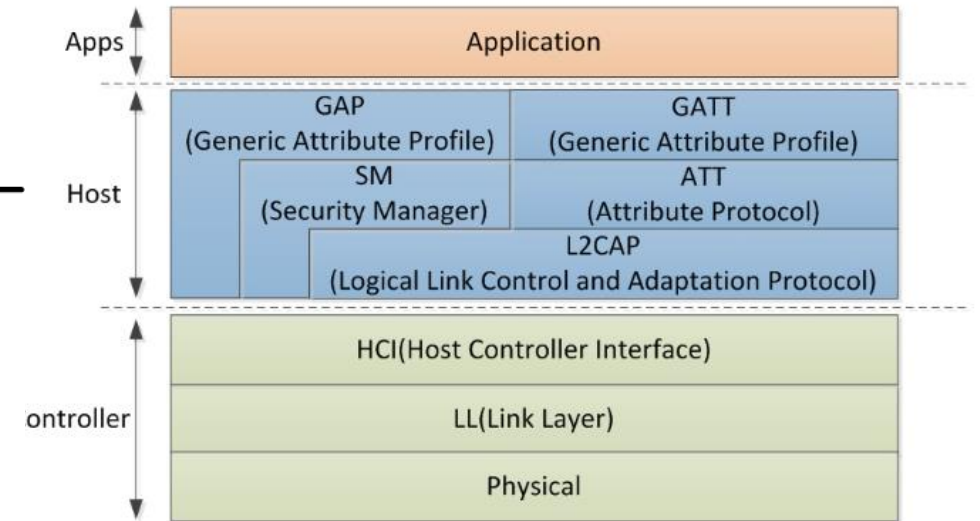 Apps
Application
GAP
(Generic Attribute Profile)
GATT
(Generic Attribute Profile)
Host
SM
(Security Manager)
ATT
(Attribute Protocol)
L2CAP
(Logical Link Control and Adaptation Protocol)
ontroller
HCI(Host Controller Interface)
LL(Link Layer)
Physical